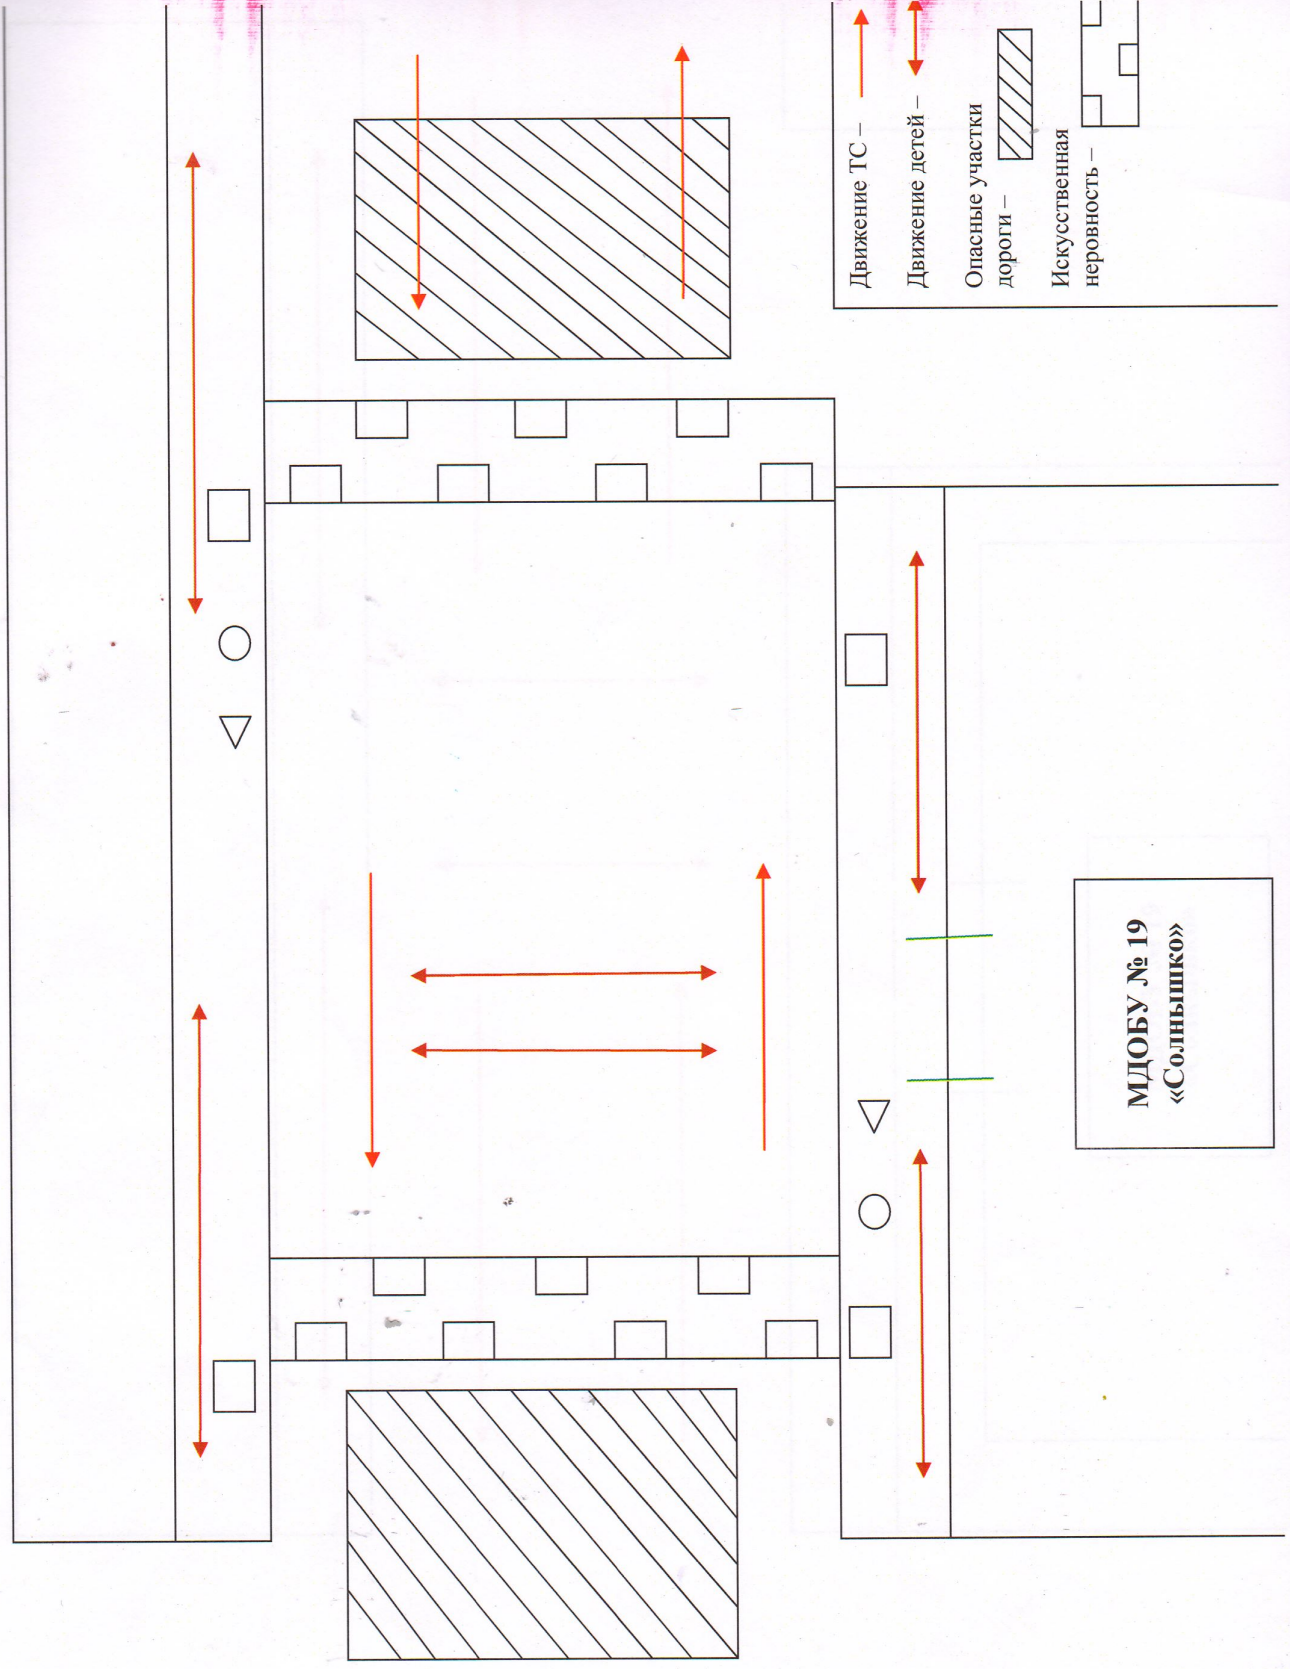 Движение ТС –
Движение детей –
Опасные участки
дороги –
Искусственная
неровность –
МДОБУ № 19
«Солнышко»